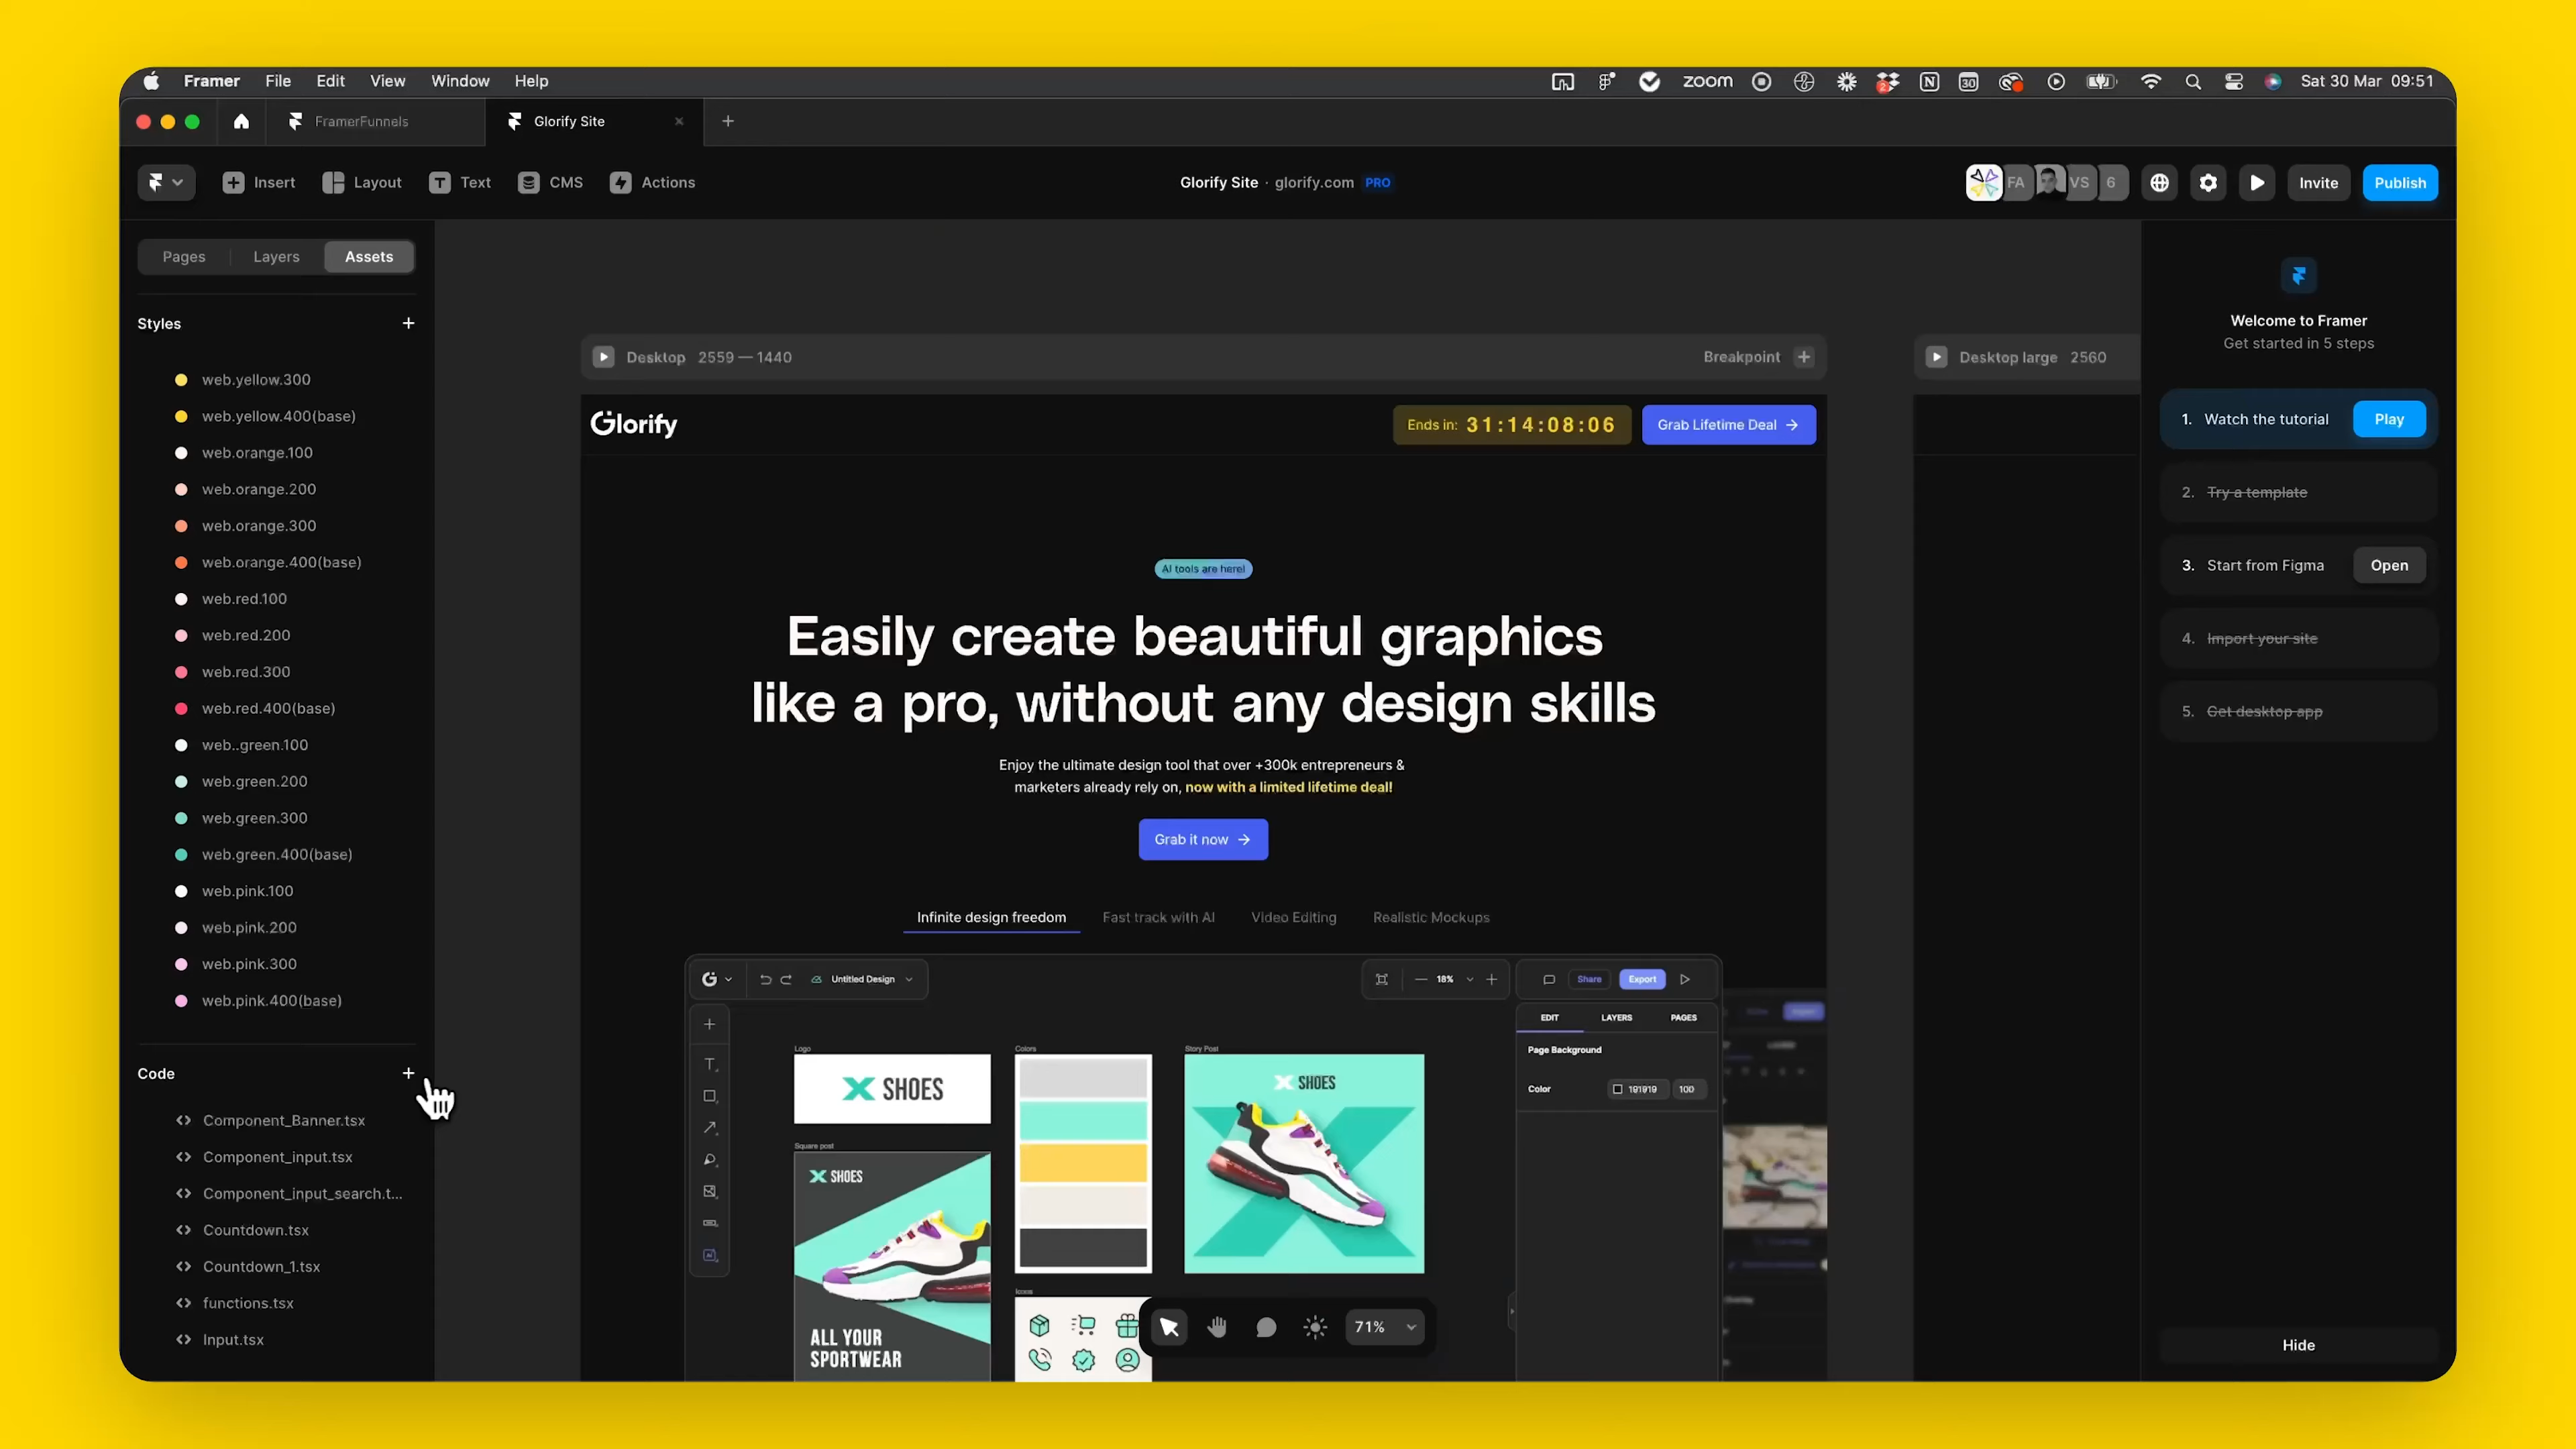 Framer File Edit View Window Help
zoom 2 30 Sat 30 Mar 09:51
FramerFunnels
Glorify Site
Insert Layout Text CMS Actions
Glorify Site · glorify.com PRO
FA VS 6
Invite
Publish
Pages Layers Assets
Styles
web.yellow.300
web.yellow.400(base)
web.orange.100
web.orange.200
web.orange.300
web.orange.400(base)
web.red.100
web.red.200
web.red.300
web.red.400(base)
web..green.100
web.green.200
web.green.300
web.green.400(base)
web.pink.100
web.pink.200
web.pink.300
web.pink.400(base)
Code
Component_Banner.tsx
Component_input.tsx
Component_input_search.t...
Countdown.tsx
Countdown_1.tsx
functions.tsx
Input.tsx
Desktop 2559 — 1440
Breakpoint
Desktop large 2560
Glorify
Ends in: 31:14:08:06
Grab Lifetime Deal →
AI tools are here!
Easily create beautiful graphics
like a pro, without any design skills
Enjoy the ultimate design tool that over +300k entrepreneurs &
marketers already rely on, now with a limited lifetime deal!
Grab it now →
Infinite design freedom
Fast track with AI
Video Editing
Realistic Mockups
Untitled Design
18%
Share
Export
EDIT LAYERS PAGES
Page Background
Color 191919 100
Logo
X SHOES
Colors
Story Post
X SHOES
Square post
X SHOES
ALL YOUR
SPORTWEAR
Icons
71%
Welcome to Framer
Get started in 5 steps
1. Watch the tutorial Play
2. Try a template
3. Start from Figma Open
4. Import your site
5. Get desktop app
Hide